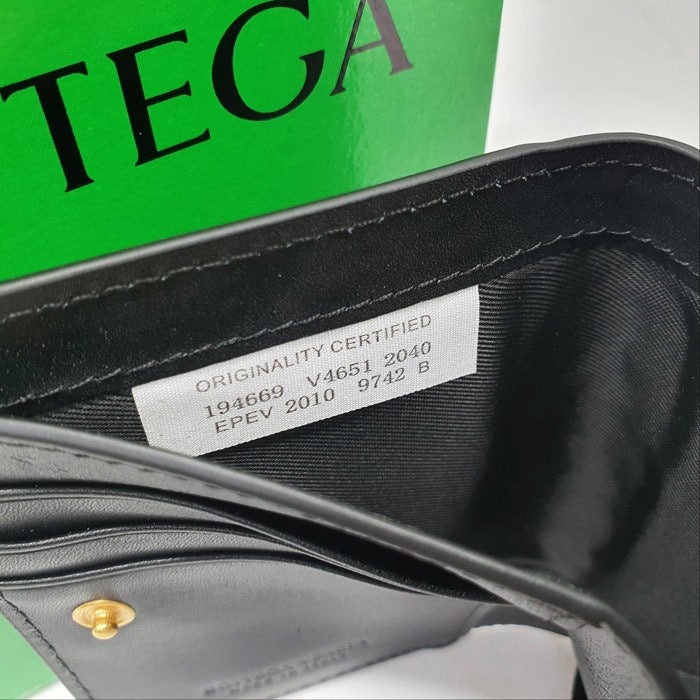 TEGA
ORIGINALITY CERTIFIED
194669 V4651 2040
EPEV 2010 9742 B